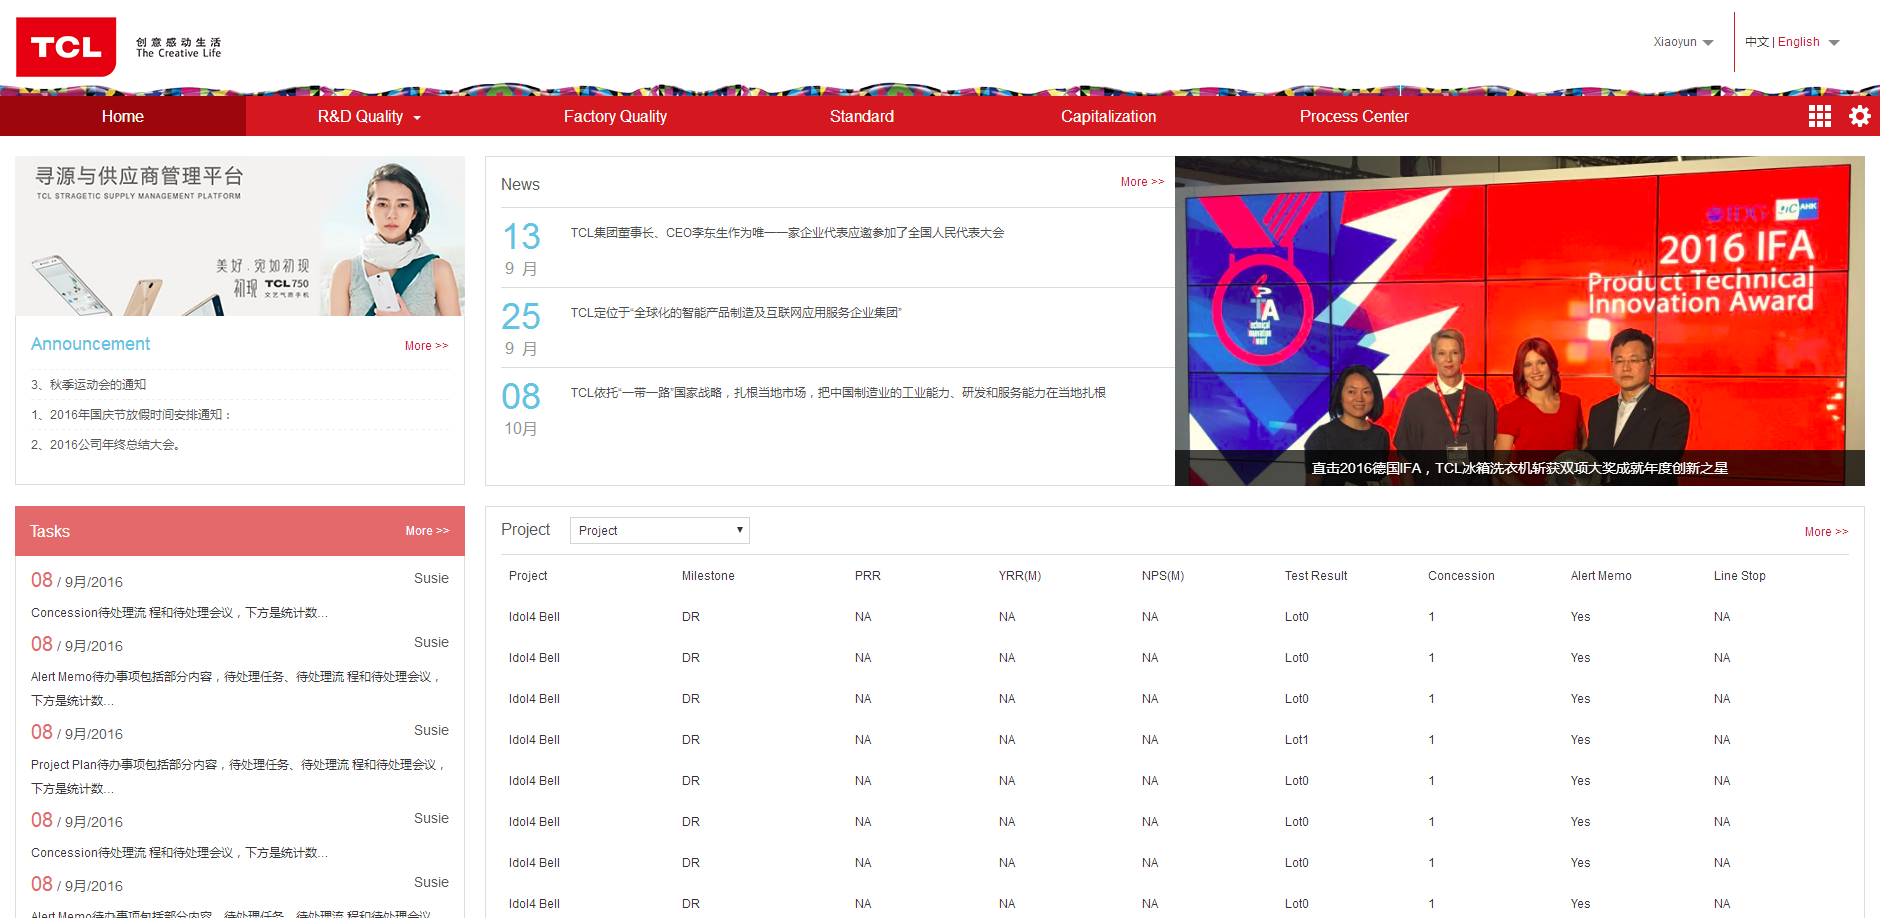 TCL
创意感动生活
The Creative Life
Xiaoyun
中文 | English
Home
R&D Quality
Factory Quality
Standard
Capitalization
Process Center
寻源与供应商管理平台
TCL STRAGETIC SUPPLY MANAGEMENT PLATFORM
美好.宛如初现
初现 TCL750
文艺气质手机
Announcement
More >>
3、秋季运动会的通知
1、2016年国庆节放假时间安排通知：
2、2016公司年终总结大会。
News
More >>
13
9 月
TCL集团董事长、CEO李东生作为唯一一家企业代表应邀参加了全国人民代表大会
25
9 月
TCL定位于“全球化的智能产品制造及互联网应用服务企业集团”
08
10月
TCL依托“一带一路”国家战略，扎根当地市场，把中国制造业的工业能力、研发和服务能力在当地扎根
IDG
AHK
2016 IFA
Product Technical
Innovation Award
Technical
Innovation
Award
直击2016德国IFA，TCL冰箱洗衣机斩获双项大奖成就年度创新之星
Tasks
More >>
08 / 9月/2016 Susie
Concession待处理流 程和待处理会议，下方是统计数...
08 / 9月/2016 Susie
Alert Memo待办事项包括部分内容，待处理任务、待处理流 程和待处理会议，
下方是统计数...
08 / 9月/2016 Susie
Project Plan待办事项包括部分内容，待处理任务、待处理流 程和待处理会议，
下方是统计数...
08 / 9月/2016 Susie
Concession待处理流 程和待处理会议，下方是统计数...
08 / 9月/2016 Susie
Alert Memo待办事项包括部分内容，待处理任务、待处理流 程和待处理会议，
Project
Project
More >>
Project Milestone PRR YRR(M) NPS(M) Test Result Concession Alert Memo Line Stop
Idol4 Bell DR NA NA NA Lot0 1 Yes NA
Idol4 Bell DR NA NA NA Lot0 1 Yes NA
Idol4 Bell DR NA NA NA Lot0 1 Yes NA
Idol4 Bell DR NA NA NA Lot1 1 Yes NA
Idol4 Bell DR NA NA NA Lot0 1 Yes NA
Idol4 Bell DR NA NA NA Lot0 1 Yes NA
Idol4 Bell DR NA NA NA Lot0 1 Yes NA
Idol4 Bell DR NA NA NA Lot0 1 Yes NA